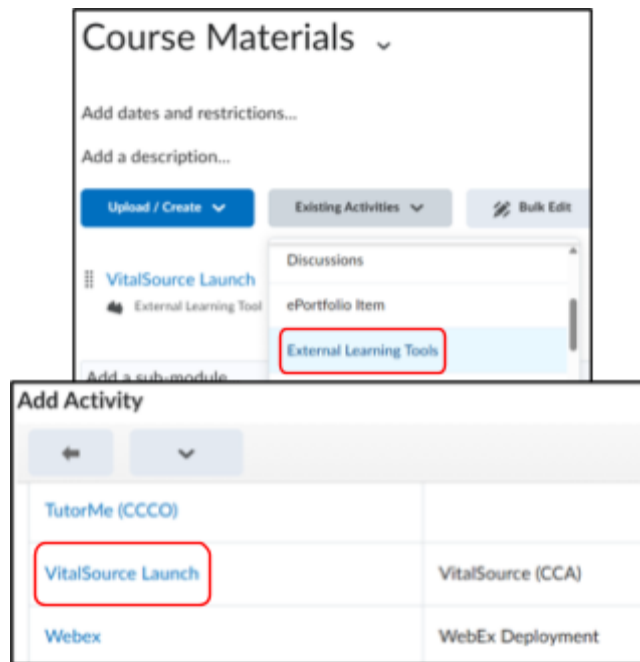 Course Materials
Add dates and restrictions...
Add a description...
Upload / Create Existing Activities Bulk Edit
VitalSource Launch
External Learning Tool
Discussions
ePortfolio Item
External Learning Tools
Add a sub-module
Add Activity
TutorMe (CCCO)
VitalSource Launch VitalSource (CCA)
Webex WebEx Deployment